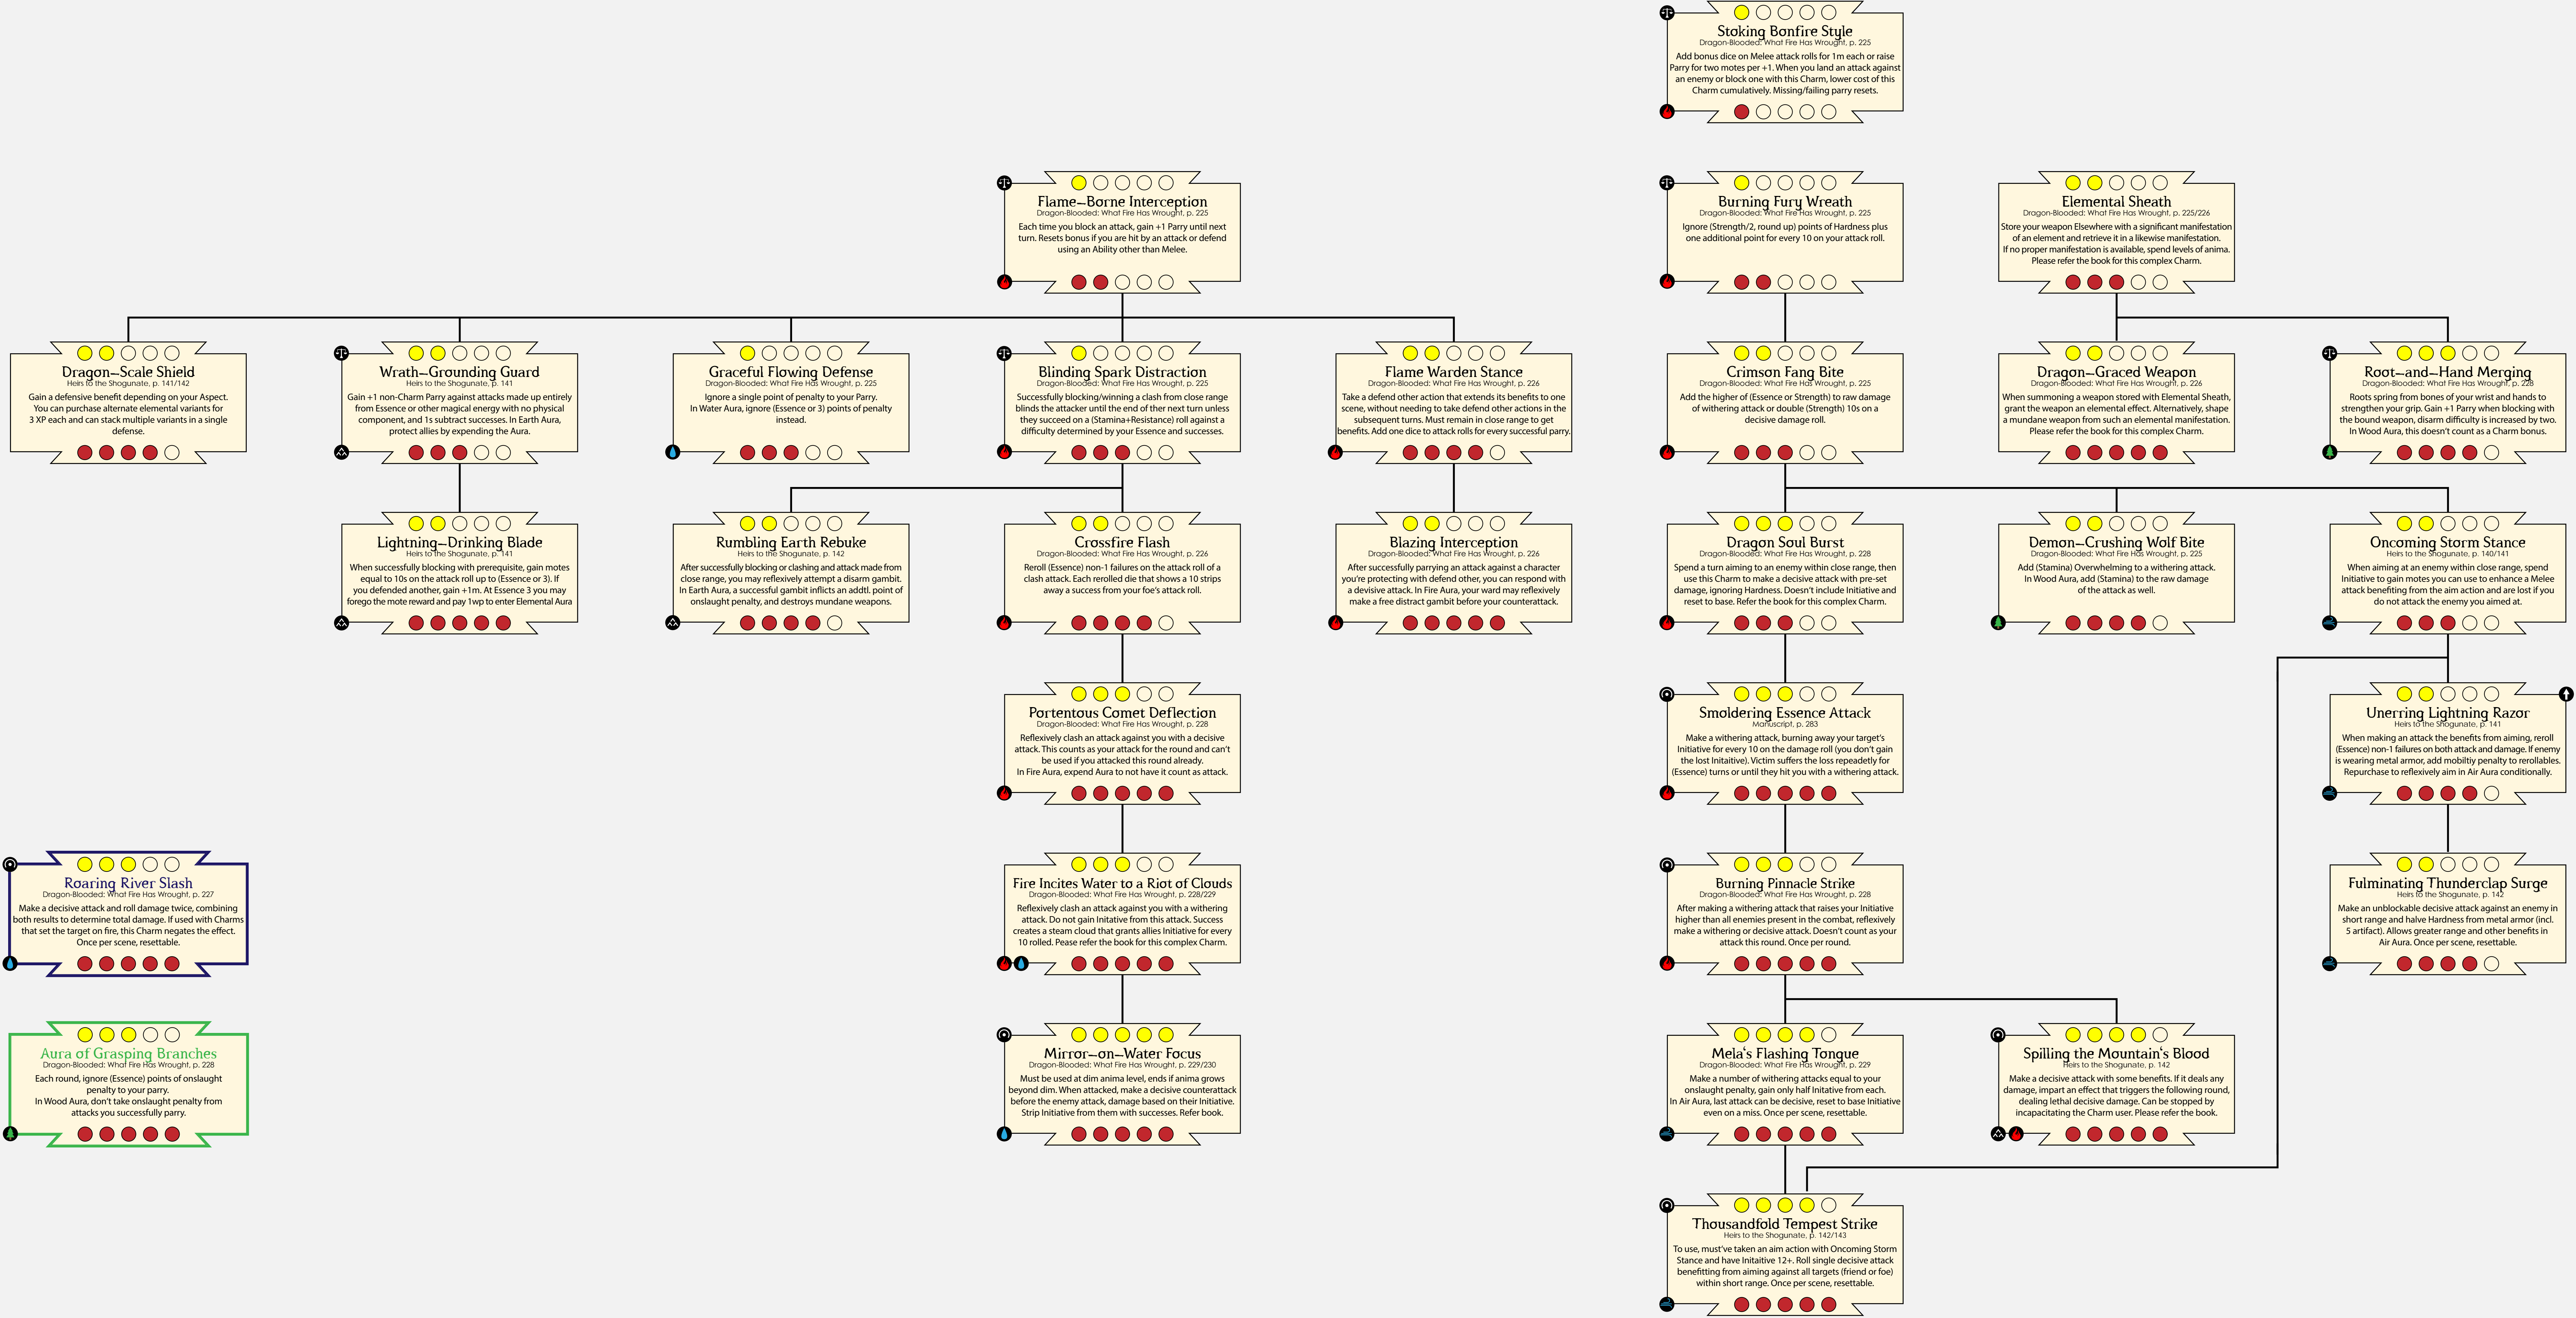 Stoking Bonfire Style
Dragon-Blooded: What Fire Has Wrought, p. 225
Add bonus dice on Melee attack rolls for 1m each or raise
Parry for two motes per +1. When you land an attack against
an enemy or block one with this Charm, lower cost of this
Charm cumulatively. Missing/failing parry resets.
Flame-Borne Interception
Dragon-Blooded: What Fire Has Wrought, p. 225
Each time you block an attack, gain +1 Parry until next
turn. Resets bonus if you are hit by an attack or defend
using an Ability other than Melee.
Burning Fury Wreath
Dragon-Blooded: What Fire Has Wrought, p. 225
Ignore (Strength/2, round up) points of Hardness plus
one additional point for every 10 on your attack roll.
Elemental Sheath
Dragon-Blooded: What Fire Has Wrought, p. 225/226
Store your weapon Elsewhere with a significant manifestation
of an element and retrieve it in a likewise manifestation.
If no proper manifestation is available, spend levels of anima.
Please refer the book for this complex Charm.
Dragon-Scale Shield
Heirs to the Shogunate, p. 141/142
Gain a defensive benefit depending on your Aspect.
You can purchase alternate elemental variants for
3 XP each and can stack multiple variants in a single
defense.
Wrath-Grounding Guard
Heirs to the Shogunate, p. 141
Gain +1 non-Charm Parry against attacks made up entirely
from Essence or other magical energy with no physical
component, and 1s subtract successes. In Earth Aura,
protect allies by expending the Aura.
Graceful Flowing Defense
Dragon-Blooded: What Fire Has Wrought, p. 225
Ignore a single point of penalty to your Parry.
In Water Aura, ignore (Essence or 3) points of penalty
instead.
Blinding Spark Distraction
Dragon-Blooded: What Fire Has Wrought, p. 225
Successfully blocking/winning a clash from close range
blinds the attacker until the end of ther next turn unless
they succeed on a (Stamina+Resistance) roll against a
difficulty determined by your Essence and successes.
Flame Warden Stance
Dragon-Blooded: What Fire Has Wrought, p. 226
Take a defend other action that extends its benefits to one
scene, without needing to take defend other actions in the
subsequent turns. Must remain in close range to get
benefits. Add one dice to attack rolls for every successful parry.
Crimson Fang Bite
Dragon-Blooded: What Fire Has Wrought, p. 225
Add the higher of (Essence or Strength) to raw damage
of withering attack or double (Strength) 10s on a
decisive damage roll.
Dragon-Graced Weapon
Dragon-Blooded: What Fire Has Wrought, p. 226
When summoning a weapon stored with Elemental Sheath,
grant the weapon an elemental effect. Alternatively, shape
a mundane weapon from such an elemental manifestation.
Please refer the book for this complex Charm.
Root-and-Hand Merging
Dragon-Blooded: What Fire Has Wrought, p. 228
Roots spring from bones of your wrist and hands to
strengthen your grip. Gain +1 Parry when blocking with
the bound weapon, disarm difficulty is increased by two.
In Wood Aura, this doesn't count as a Charm bonus.
Lightning-Drinking Blade
Heirs to the Shogunate, p. 141
When successfully blocking with prerequisite, gain motes
equal to 10s on the attack roll up to (Essence or 3). If
you defended another, gain +1m. At Essence 3 you may
forego the mote reward and pay 1wp to enter Elemental Aura
Rumbling Earth Rebuke
Heirs to the Shogunate, p. 142
After successfully blocking or clashing and attack made from
close range, you may reflexively attempt a disarm gambit.
In Earth Aura, a successful gambit inflicts an addtl. point of
onslaught penalty, and destroys mundane weapons.
Crossfire Flash
Dragon-Blooded: What Fire Has Wrought, p. 226
Reroll (Essence) non-1 failures on the attack roll of a
clash attack. Each rerolled die that shows a 10 strips
away a success from your foe's attack roll.
Blazing Interception
Dragon-Blooded: What Fire Has Wrought, p. 226
After successfully parrying an attack against a character
you're protecting with defend other, you can respond with
a devisive attack. In Fire Aura, your ward may reflexively
make a free distract gambit before your counterattack.
Dragon Soul Burst
Dragon-Blooded: What Fire Has Wrought, p. 228
Spend a turn aiming to an enemy within close range, then
use this Charm to make a decisive attack with pre-set
damage, ignoring Hardness. Doesn't include Initiative and
reset to base. Refer the book for this complex Charm.
Demon-Crushing Wolf Bite
Dragon-Blooded: What Fire Has Wrought, p. 225
Add (Stamina) Overwhelming to a withering attack.
In Wood Aura, add (Stamina) to the raw damage
of the attack as well.
Oncoming Storm Stance
Heirs to the Shogunate, p. 140/141
When aiming at an enemy within close range, spend
Initiative to gain motes you can use to enhance a Melee
attack benefiting from the aim action and are lost if you
do not attack the enemy you aimed at.
Portentous Comet Deflection
Dragon-Blooded: What Fire Has Wrought, p. 228
Reflexively clash an attack against you with a decisive
attack. This counts as your attack for the round and can't
be used if you attacked this round already.
In Fire Aura, expend Aura to not have it count as attack.
Smoldering Essence Attack
Manuscript, p. 283
Make a withering attack, burning away your target's
Initiative for every 10 on the damage roll (you don't gain
the lost Initaitive). Victim suffers the loss repeadetly for
(Essence) turns or until they hit you with a withering attack.
Unerring Lightning Razor
Heirs to the Shogunate, p. 141
When making an attack the benefits from aiming, reroll
(Essence) non-1 failures on both attack and damage. If enemy
is wearing metal armor, add mobiltiy penalty to rerollables.
Repurchase to reflexively aim in Air Aura conditionally.
Roaring River Slash
Dragon-Blooded: What Fire Has Wrought, p. 227
Make a decisive attack and roll damage twice, combining
both results to determine total damage. If used with Charms
that set the target on fire, this Charm negates the effect.
Once per scene, resettable.
Fire Incites Water to a Riot of Clouds
Dragon-Blooded: What Fire Has Wrought, p. 228/229
Reflexively clash an attack against you with a withering
attack. Do not gain Initative from this attack. Success
creates a steam cloud that grants allies Initiative for every
10 rolled. Pease refer the book for this complex Charm.
Burning Pinnacle Strike
Dragon-Blooded: What Fire Has Wrought, p. 228
After making a withering attack that raises your Initiative
higher than all enemies present in the combat, reflexively
make a withering or decisive attack. Doesn't count as your
attack this round. Once per round.
Fulminating Thunderclap Surge
Heirs to the Shogunate, p. 142
Make an unblockable decisive attack against an enemy in
short range and halve Hardness from metal armor (incl.
5 artifact). Allows greater range and other benefits in
Air Aura. Once per scene, resettable.
Aura of Grasping Branches
Dragon-Blooded: What Fire Has Wrought, p. 228
Each round, ignore (Essence) points of onslaught
penalty to your parry.
In Wood Aura, don't take onslaught penalty from
attacks you successfully parry.
Mirror-on-Water Focus
Dragon-Blooded: What Fire Has Wrought, p. 229/230
Must be used at dim anima level, ends if anima grows
beyond dim. When attacked, make a decisive counterattack
before the enemy attack, damage based on their Initiative.
Strip Initiative from them with successes. Refer book.
Mela's Flashing Tongue
Dragon-Blooded: What Fire Has Wrought, p. 229
Make a number of withering attacks equal to your
onslaught penalty, gain only half Initative from each.
In Air Aura, last attack can be decisive, reset to base Initiative
even on a miss. Once per scene, resettable.
Spilling the Mountain's Blood
Heirs to the Shogunate, p. 142
Make a decisive attack with some benefits. If it deals any
damage, impart an effect that triggers the following round,
dealing lethal decisive damage. Can be stopped by
incapacitating the Charm user. Please refer the book.
Thousandfold Tempest Strike
Heirs to the Shogunate, p. 142/143
To use, must've taken an aim action with Oncoming Storm
Stance and have Initaitive 12+. Roll single decisive attack
benefitting from aiming against all targets (friend or foe)
within short range. Once per scene, resettable.